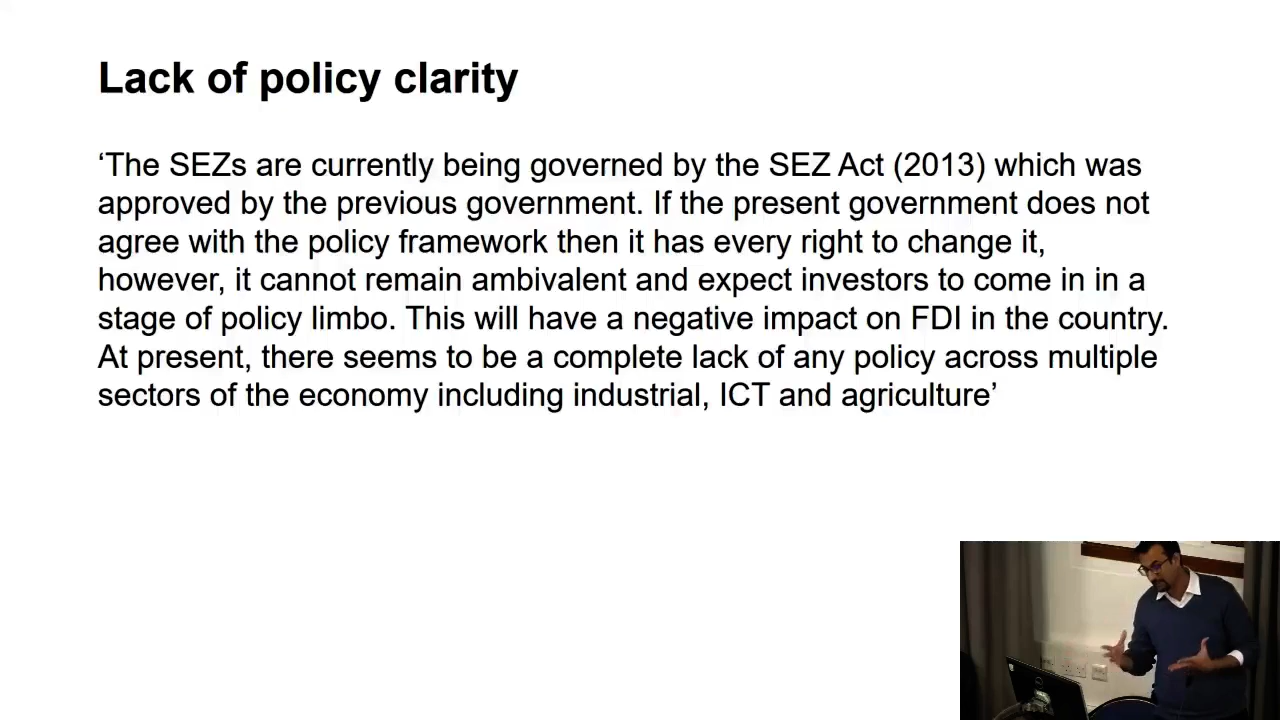 Lack of policy clarity
‘The SEZs are currently being governed by the SEZ Act (2013) which was
approved by the previous government. If the present government does not
agree with the policy framework then it has every right to change it,
however, it cannot remain ambivalent and expect investors to come in in a
stage of policy limbo. This will have a negative impact on FDI in the country.
At present, there seems to be a complete lack of any policy across multiple
sectors of the economy including industrial, ICT and agriculture’